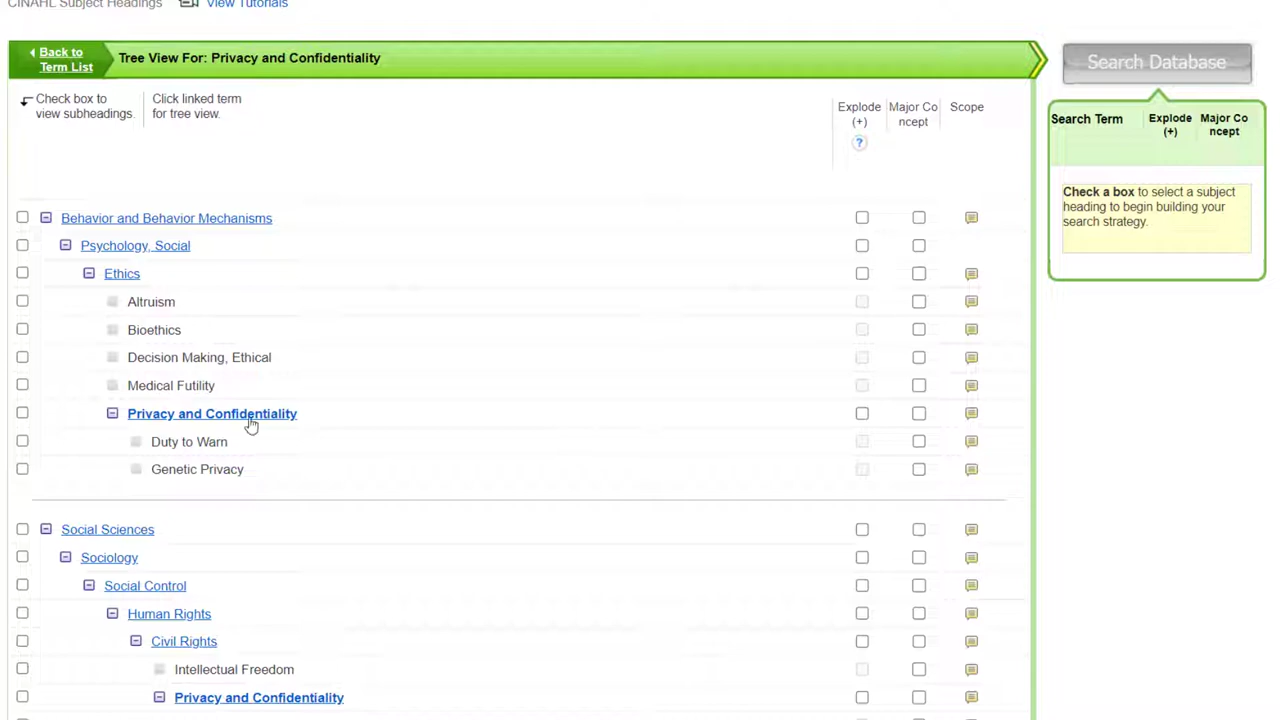 CINAHL Subject Headings View Tutorials
Back to
Term List
Tree View For: Privacy and Confidentiality
Search Database
Check box to
view subheadings.
Click linked term
for tree view.
Explode
(+)
?
Major Co
ncept
Scope
Search Term
Explode
(+)
Major Co
ncept
Check a box to select a subject
heading to begin building your
search strategy.
Behavior and Behavior Mechanisms
Psychology, Social
Ethics
Altruism
Bioethics
Decision Making, Ethical
Medical Futility
Privacy and Confidentiality
Duty to Warn
Genetic Privacy
Social Sciences
Sociology
Social Control
Human Rights
Civil Rights
Intellectual Freedom
Privacy and Confidentiality